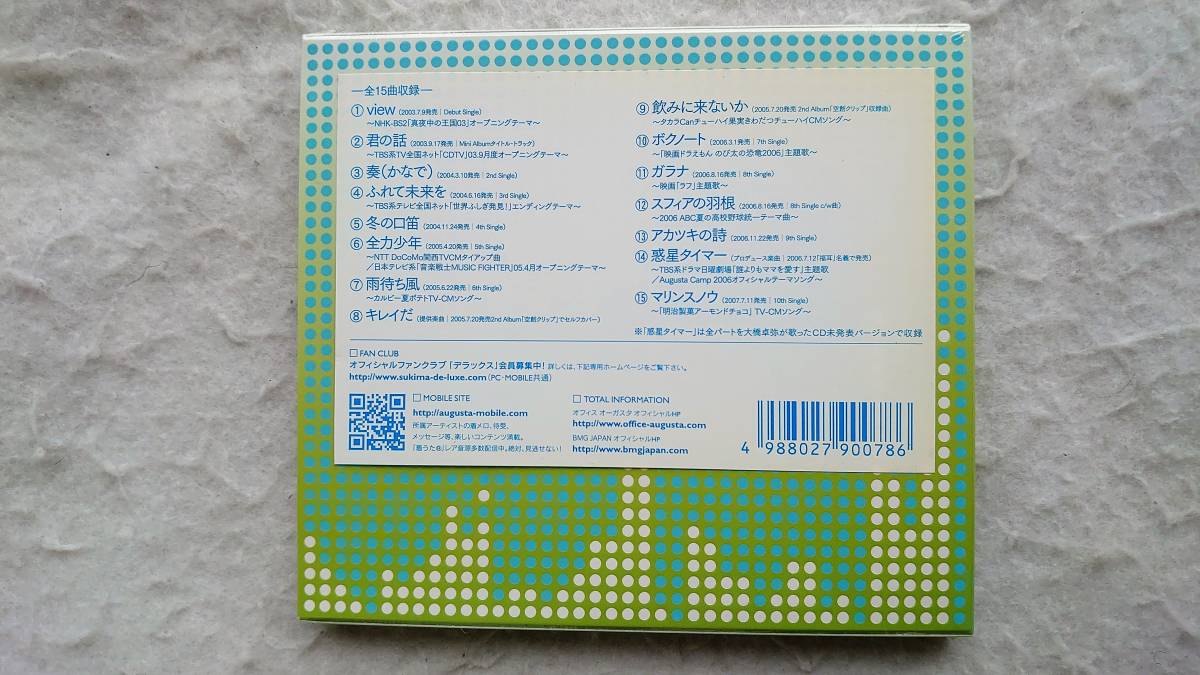 ―全15曲収録―
① view (2003.7.9発売｜Debut Single)
～NHK-BS2「真夜中の王国03」オープニングテーマ～
② 君の話 (2003.9.17発売｜Mini Albumタイトル・トラック)
～TBS系TV全国ネット「CDTV」03.9月度オープニングテーマ～
③ 奏(かなで) (2004.3.10発売｜2nd Single)
④ ふれて未来を (2004.6.16発売｜3rd Single)
～TBS系テレビ全国ネット「世界ふしぎ発見!」エンディングテーマ～
⑤ 冬の口笛 (2004.11.24発売｜4th Single)
⑥ 全力少年 (2005.4.20発売｜5th Single)
～NTT DoCoMo関西TVCMタイアップ曲
／日本テレビ系「音楽戦士MUSIC FIGHTER」05.4月オープニングテーマ～
⑦ 雨待ち風 (2005.6.22発売｜6th Single)
～カルビー夏ポテトTV-CMソング～
⑧ キレイだ (提供楽曲｜2005.7.20発売2nd Album「空創クリップ」でセルフカバー)
⑨ 飲みに来ないか (2005.7.20発売 2nd Album「空創クリップ」収録曲)
～タカラCanチューハイ果実きわだつチューハイCMソング～
⑩ ボクノート (2006.3.1発売｜7th Single)
～「映画ドラえもん のび太の恐竜2006」主題歌～
⑪ ガラナ (2006.8.16発売｜8th Single)
～映画「ラフ」主題歌～
⑫ スフィアの羽根 (2006.8.16発売｜8th Single c/w曲)
～2006 ABC夏の高校野球統一テーマ曲～
⑬ アカツキの詩 (2006.11.22発売｜9th Single)
⑭ 惑星タイマー (プロデュース楽曲｜2006.7.12「福耳」名義で発売)
～TBS系ドラマ日曜劇場「誰よりもママを愛す」主題歌
／Augusta Camp 2006オフィシャルテーマソング～
⑮ マリンスノウ (2007.7.11発売｜10th Single)
～「明治製菓アーモンドチョコ」TV-CMソング～
※「惑星タイマー」は全パートを大橋卓弥が歌ったCD未発表バージョンで収録
□ FAN CLUB
オフィシャルファンクラブ「デラックス」会員募集中! 詳しくは、下記専用ホームページをご覧下さい。
http://www.sukima-de-luxe.com (PC・MOBILE共通)
□ MOBILE SITE
http://augusta-mobile.com
所属アーティストの着メロ、待受、
メッセージ等、楽しいコンテンツ満載。
「着うた®」レア音源多数配信中。絶対、見逃せない!
□ TOTAL INFORMATION
オフィス オーガスタ オフィシャルHP
http://www.office-augusta.com
BMG JAPAN オフィシャルHP
http://www.bmgjapan.com
4 988027 900786